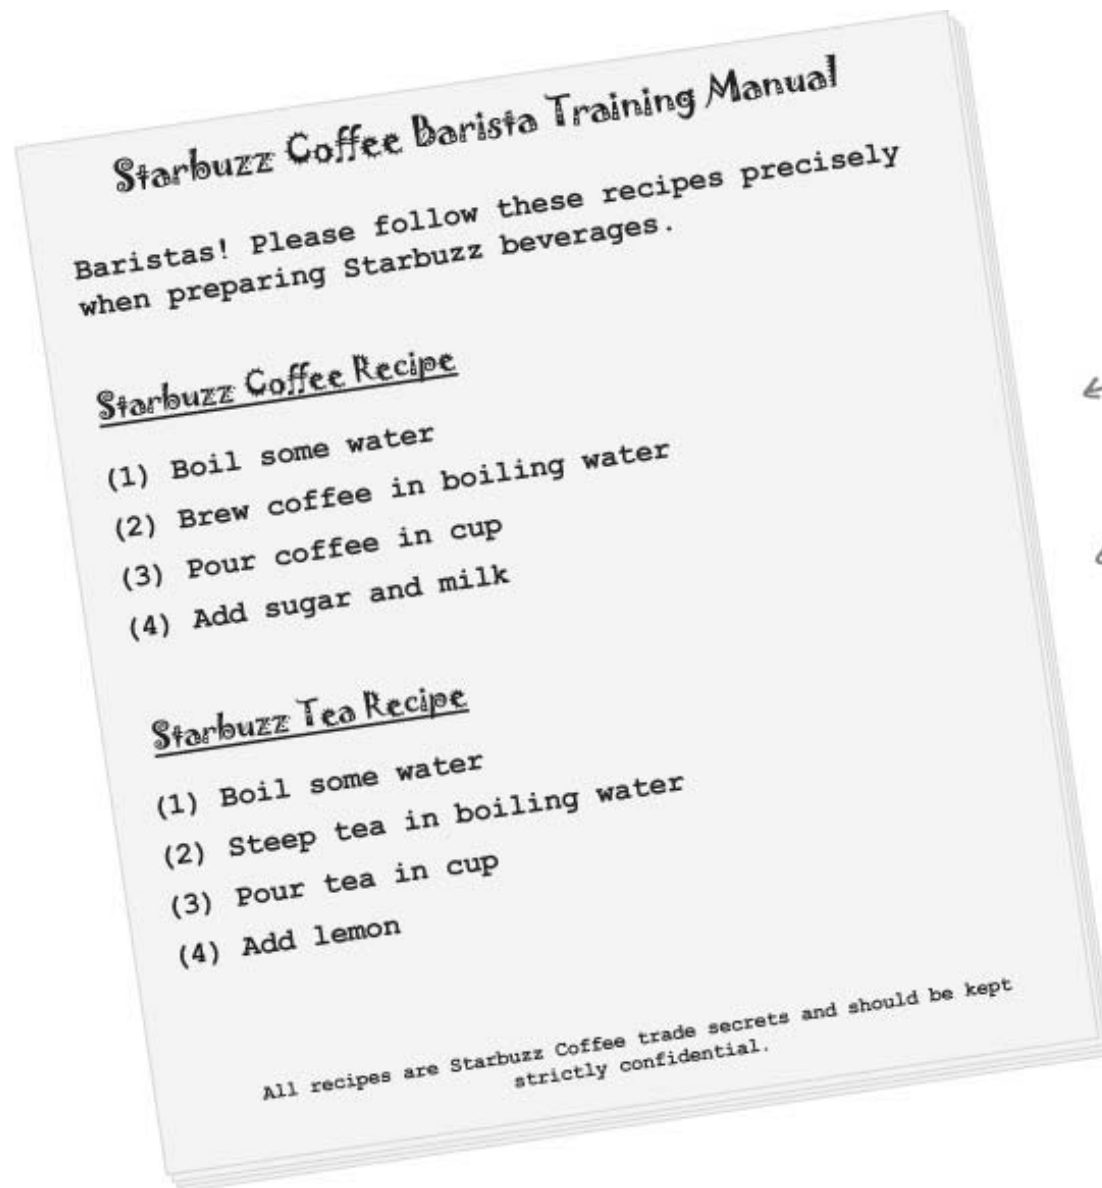 Starbuzz Coffee Barista Training Manual
Baristas! Please follow these recipes precisely
when preparing Starbuzz beverages.
Starbuzz Coffee Recipe
(1) Boil some water
(2) Brew coffee in boiling water
(3) Pour coffee in cup
(4) Add sugar and milk
Starbuzz Tea Recipe
(1) Boil some water
(2) Steep tea in boiling water
(3) Pour tea in cup
(4) Add lemon
All recipes are Starbuzz Coffee trade secrets and should be kept
strictly confidential.